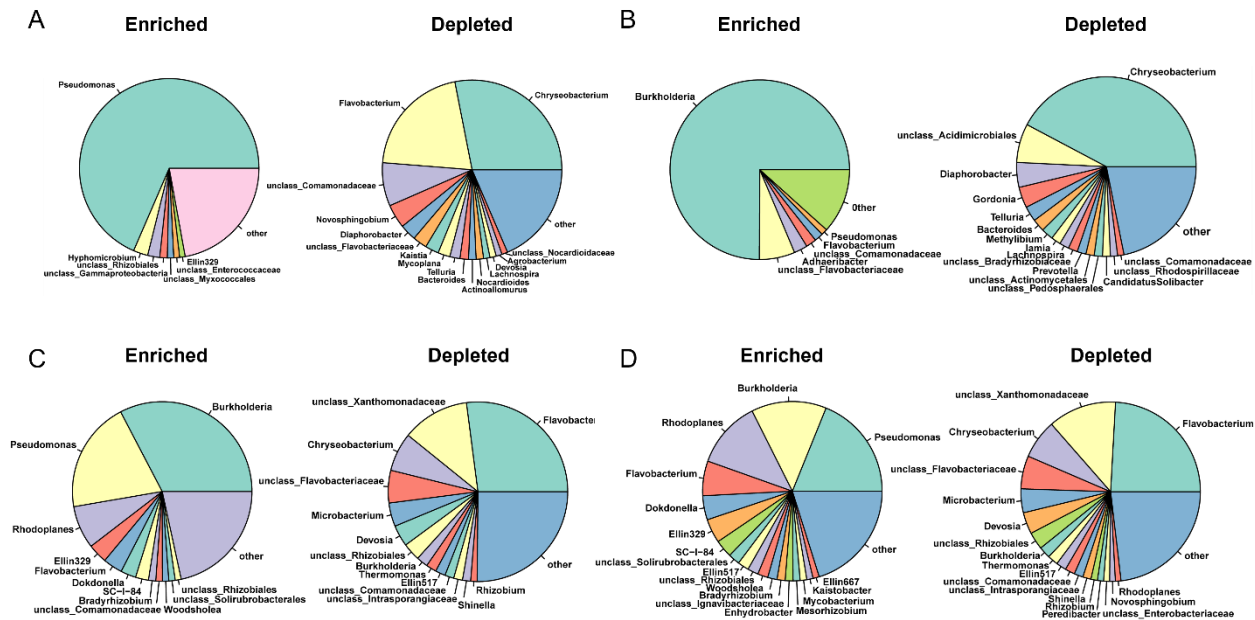 A
Enriched
Depleted
Pseudomonas
Hyphomicrobium
unclass_Rhizobiales
unclass_Gammaproteobacteria
unclass_Myxococcales
unclass_Enterococcaceae
Ellin329
other
Chryseobacterium
Flavobacterium
unclass_Comamonadaceae
Novosphingobium
Diaphorobacter
unclass_Flavobacteriaceae
Kaistia
Mycoplana
Telluria
Bacteroides
Actinoallomurus
Nocardioides
Lachnospira
Devosia
Agrobacterium
unclass_Nocardioidaceae
other
B
Enriched
Depleted
Burkholderia
Other
Pseudomonas
Flavobacterium
unclass_Comamonadaceae
Adhaeribacter
unclass_Flavobacteriaceae
Chryseobacterium
unclass_Acidimicrobiales
Diaphorobacter
Gordonia
Telluria
Bacteroides
Methylibium
Iamia
Lachnospira
unclass_Bradyrhizobiaceae
Prevotella
unclass_Actinomycetales
unclass_Pedosphaerales
CandidatusSolibacter
unclass_Rhodospirillaceae
unclass_Comamonadaceae
other
C
Enriched
Depleted
Burkholderia
Pseudomonas
Rhodoplanes
Ellin329
Flavobacterium
Dokdonella
SC-I-84
Bradyrhizobium
unclass_Comamonadaceae
Woodsholea
unclass_Solirubrobacterales
unclass_Rhizobiales
other
Flavobacter
unclass_Xanthomonadaceae
Chryseobacterium
unclass_Flavobacteriaceae
Microbacterium
Devosia
unclass_Rhizobiales
Burkholderia
Thermomonas
Ellin517
unclass_Comamonadaceae
unclass_Intrasporangiaceae
Shinella
Rhizobium
other
D
Enriched
Depleted
Burkholderia
Pseudomonas
Rhodoplanes
Flavobacterium
Dokdonella
Ellin329
SC-I-84
unclass_Solirubrobacterales
Ellin517
unclass_Rhizobiales
Woodsholea
Bradyrhizobium
unclass_Ignavibacteriaceae
Enhydrobacter
Mesorhizobium
Mycobacterium
Kaistobacter
Ellin667
other
unclass_Xanthomonadaceae
Flavobacterium
Chryseobacterium
unclass_Flavobacteriaceae
Microbacterium
Devosia
unclass_Rhizobiales
Burkholderia
Thermomonas
Ellin517
unclass_Comamonadaceae
unclass_Intrasporangiaceae
Shinella
Rhizobium
Peredibacter
unclass_Enterobacteriaceae
Novosphingobium
Rhodoplanes
other